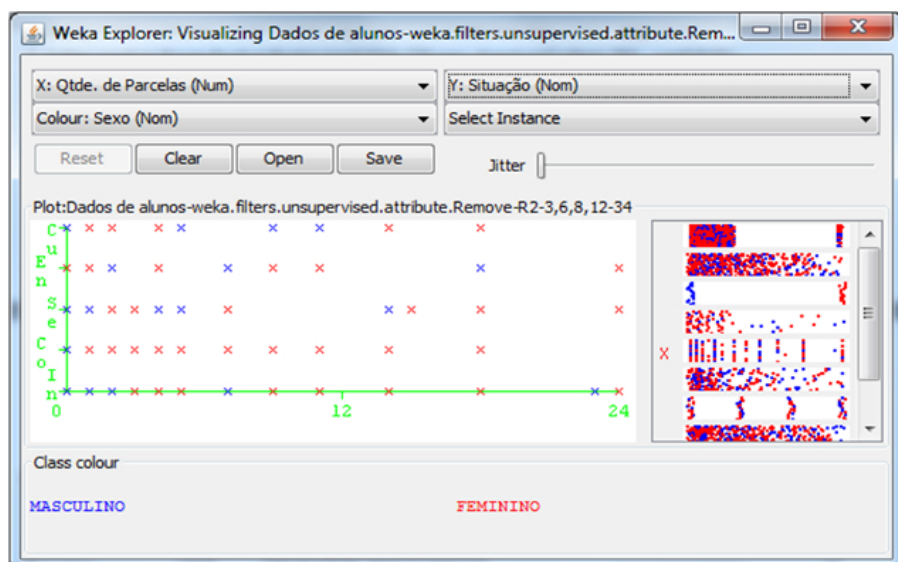 Weka Explorer: Visualizing Dados de alunos-weka.filters.unsupervised.attribute.Rem...
X: Qtde. de Parcelas (Num)
Y: Situação (Nom)
Colour: Sexo (Nom)
Select Instance
Reset
Clear
Open
Save
Jitter
Plot:Dados de alunos-weka.filters.unsupervised.attribute.Remove-R2-3,6,8,12-34
C
u
E
n
S
e
C
o
I
n
0
12
24
X
Class colour
MASCULINO
FEMININO